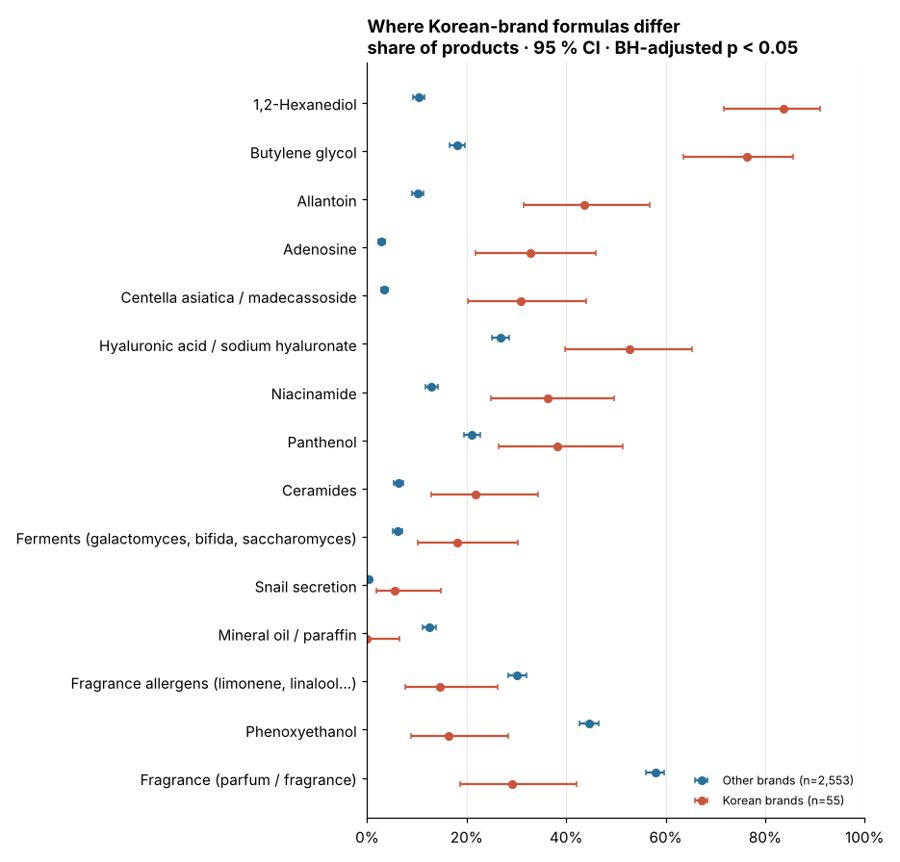 Where Korean-brand formulas differ
share of products · 95 % CI · BH-adjusted p < 0.05
1,2-Hexanediol
Butylene glycol
Allantoin
Adenosine
Centella asiatica / madecassoside
Hyaluronic acid / sodium hyaluronate
Niacinamide
Panthenol
Ceramides
Ferments (galactomyces, bifida, saccharomyces)
Snail secretion
Mineral oil / paraffin
Fragrance allergens (limonene, linalool…)
Phenoxyethanol
Fragrance (parfum / fragrance)
Other brands (n=2,553)
Korean brands (n=55)
0% 20% 40% 60% 80% 100%